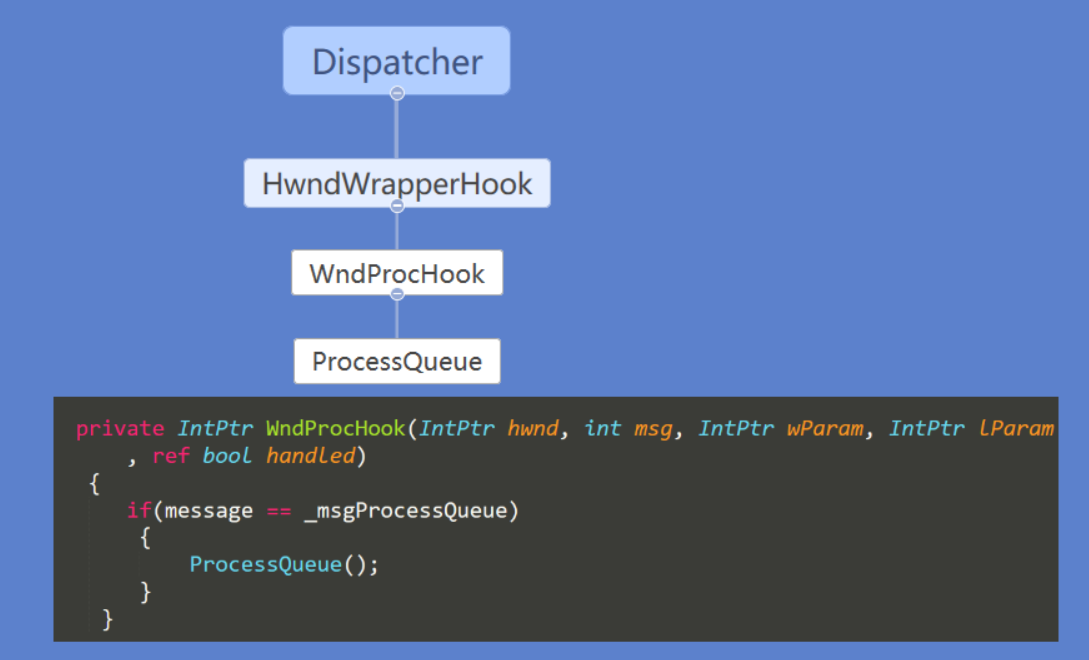 Dispatcher
HwndWrapperHook
WndProcHook
ProcessQueue
private IntPtr WndProcHook(IntPtr hwnd, int msg, IntPtr wParam, IntPtr lParam
, ref bool handled)
{
if(message == _msgProcessQueue)
{
ProcessQueue();
}
}